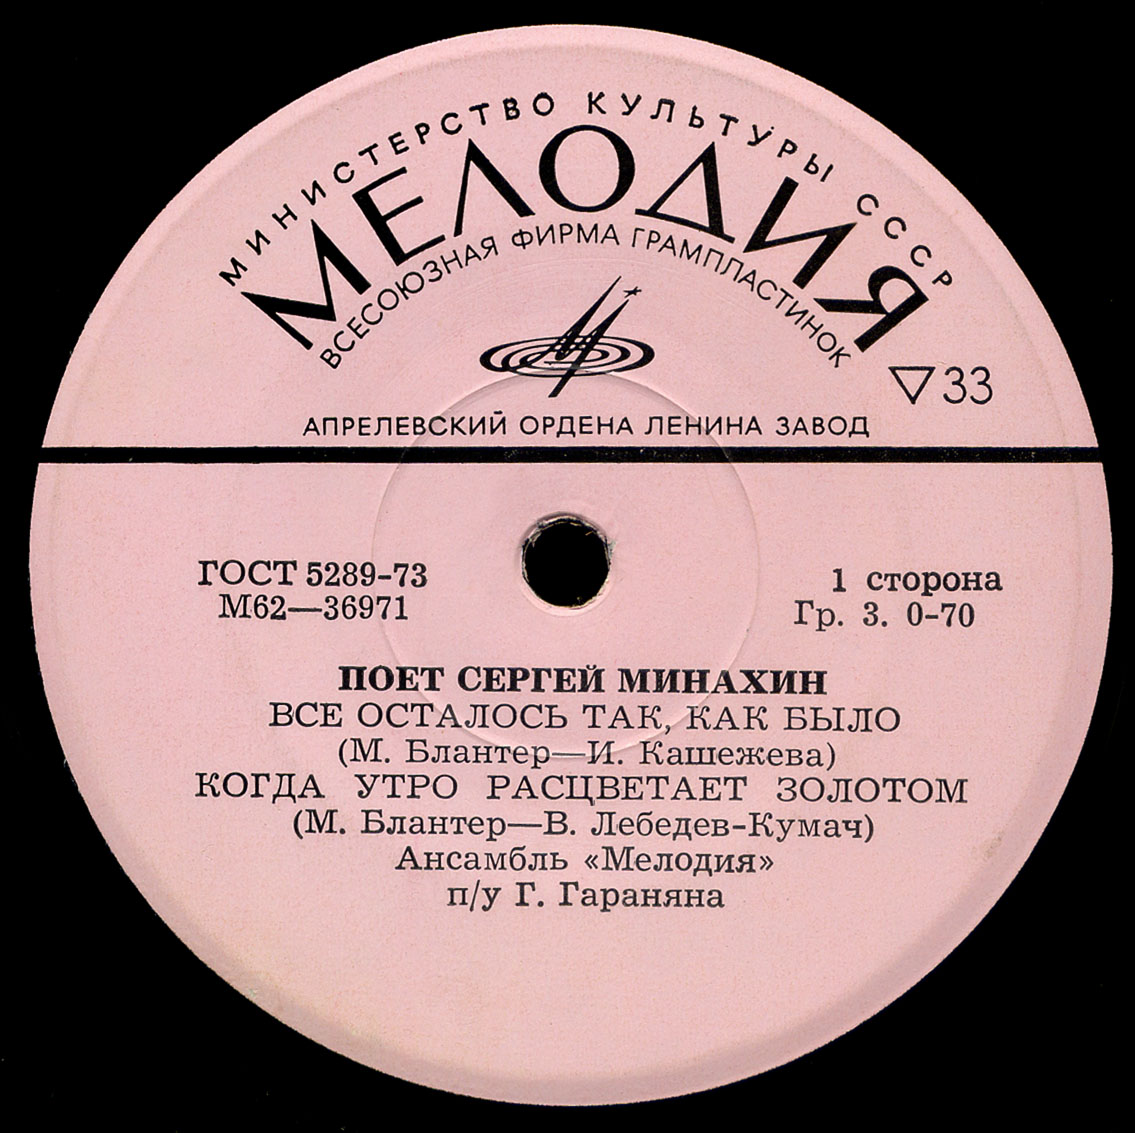 МИНИСТЕРСТВО КУЛЬТУРЫ СССР
МЕЛОДИЯ
ВСЕСОЮЗНАЯ ФИРМА ГРАМПЛАСТИНОК
▽33
АПРЕЛЕВСКИЙ ОРДЕНА ЛЕНИНА ЗАВОД
ГОСТ 5289-73
М62—36971
1 сторона
Гр. 3. 0-70
ПОЕТ СЕРГЕЙ МИНАХИН
ВСЕ ОСТАЛОСЬ ТАК, КАК БЫЛО
(М. Блантер—И. Кашежева)
КОГДА УТРО РАСЦВЕТАЕТ ЗОЛОТОМ
(М. Блантер—В. Лебедев-Кумач)
Ансамбль «Мелодия»
п/у Г. Гараняна